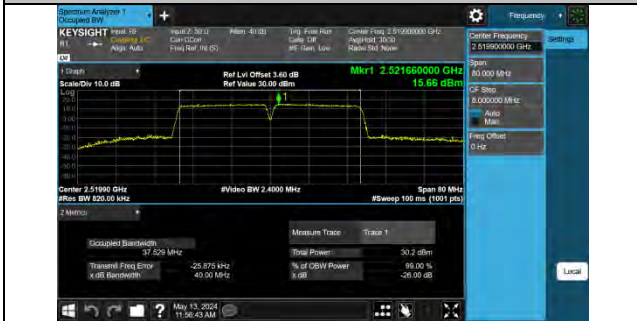 Spectrum Analyzer 1
Occupied BW
+
Frequency
KEYSIGHT
Input: RF
Coupling: DC
Align: Auto
Input Z: 50 Ω
Corr CCorr
Freq Ref: Int (S)
Atten: 40 dB
Trig: Free Run
Gate: Off
#IF Gain: Low
Center Freq: 2.519900000 GHz
Avg|Hold: 30/30
Radio Std: None
Center Frequency
2.519900000 GHz
Settings
Span
80.000 MHz
CF Step
8.000000 MHz
Auto
Man
Freq Offset
0 Hz
1 Graph
Scale/Div 10.0 dB
Log
Ref Lvl Offset 3.60 dB
Ref Value 30.00 dBm
Mkr1 2.521660000 GHz
15.66 dBm
1
Center 2.51990 GHz
#Res BW 820.00 kHz
#Video BW 2.4000 MHz
Span 80 MHz
#Sweep 100 ms (1001 pts)
2 Metrics
Measure Trace
Trace 1
Occupied Bandwidth
37.529 MHz
Total Power
30.2 dBm
Transmit Freq Error
-25.875 kHz
% of OBW Power
99.00 %
x dB Bandwidth
40.00 MHz
x dB
-26.00 dB
Local
?
May 13, 2024
11:56:43 AM